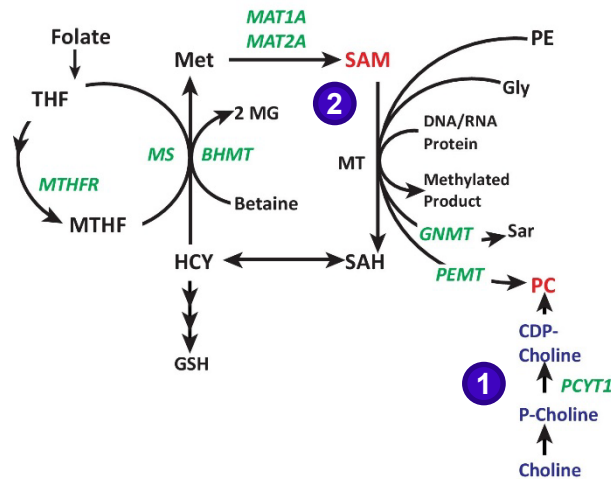 Folate
THF
MTHFR
MTHF
Met
MAT1A
MAT2A
SAM
2
2 MG
MS
BHMT
Betaine
HCY
GSH
SAH
MT
PE
Gly
DNA/RNA
Protein
Methylated
Product
GNMT
Sar
PEMT
PC
CDP-
Choline
1
PCYT1
P-Choline
Choline